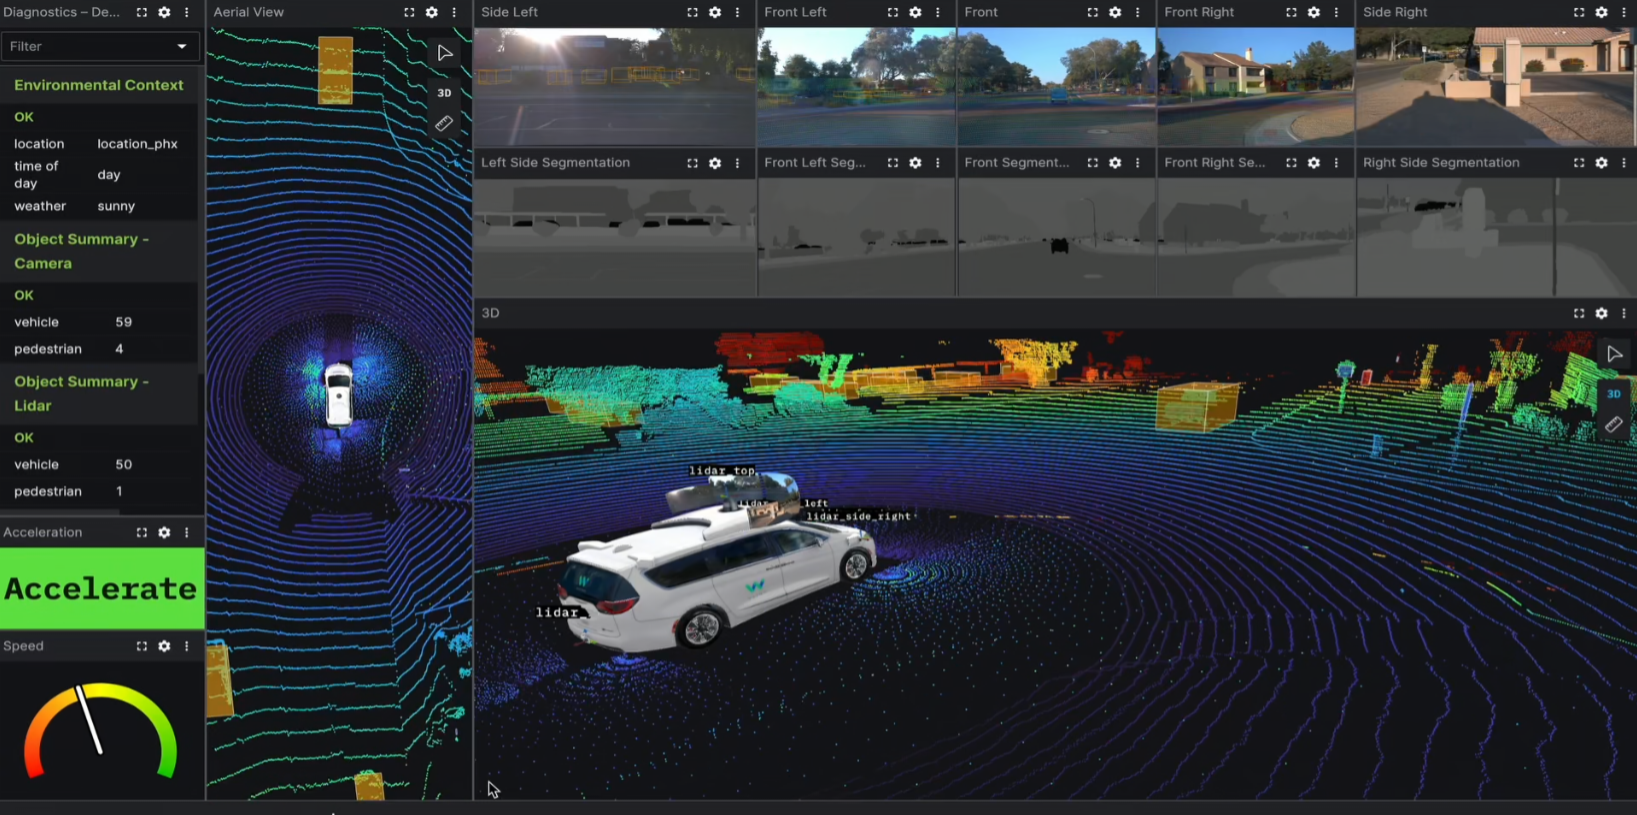 Diagnostics – De...
Filter
Environmental Context
OK
location location_phx
time of day day
weather sunny
Object Summary -
Camera
OK
vehicle 59
pedestrian 4
Object Summary -
Lidar
OK
vehicle 50
pedestrian 1
Acceleration
Accelerate
Speed
Aerial View
3D
Side Left
Front Left
Front
Front Right
Side Right
Left Side Segmentation
Front Left Seg...
Front Segment...
Front Right Se...
Right Side Segmentation
3D
3D
lidar_top
lidar left
lidar_side_right
lidar